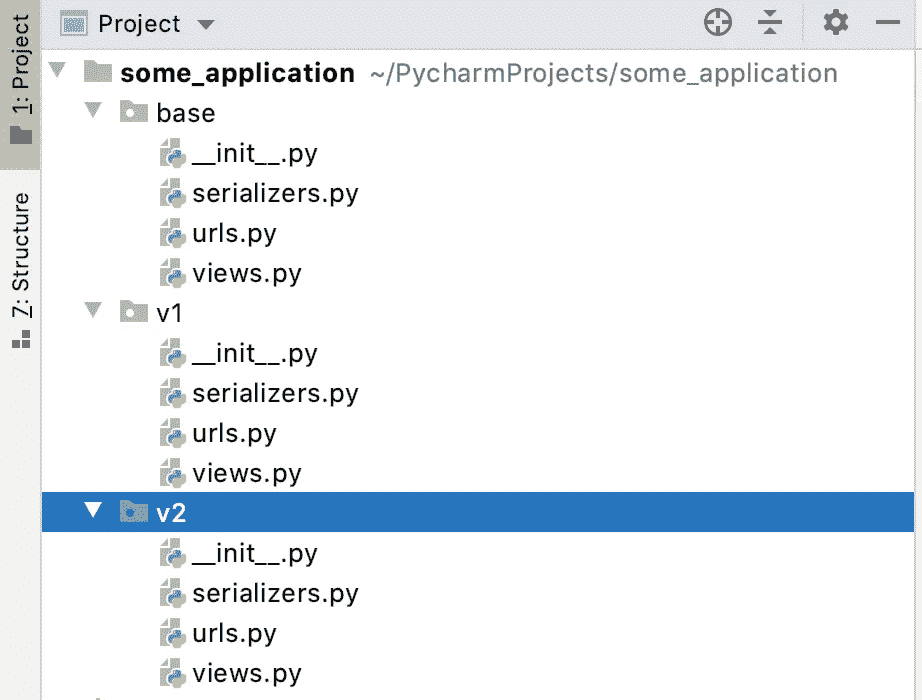 Project
1: Project
Z: Structure
some_application ~/PycharmProjects/some_application
base
__init__.py
serializers.py
urls.py
views.py
v1
__init__.py
serializers.py
urls.py
views.py
v2
__init__.py
serializers.py
urls.py
views.py